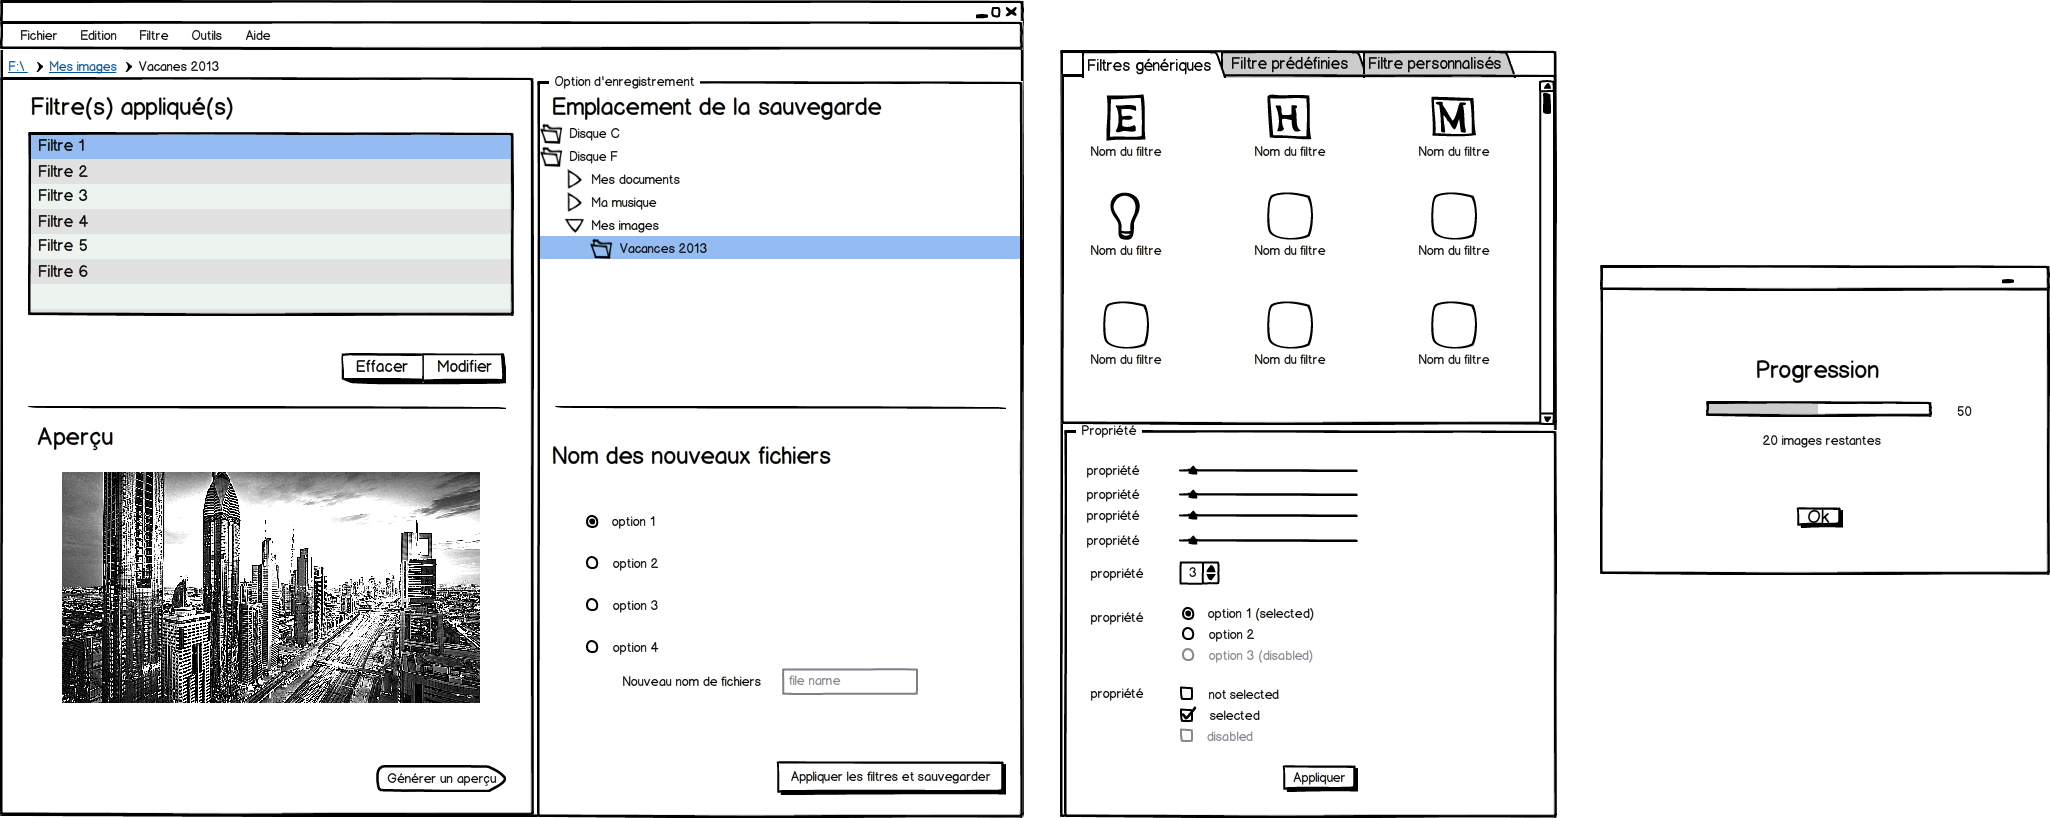 Fichier Edition Filtre Outils Aide
F:\ Mes images Vacanes 2013
Filtre(s) appliqué(s)
Filtre 1
Filtre 2
Filtre 3
Filtre 4
Filtre 5
Filtre 6
Effacer Modifier
Aperçu
Générer un aperçu
Option d'enregistrement
Emplacement de la sauvegarde
Disque C
Disque F
Mes documents
Ma musique
Mes images
Vacances 2013
Nom des nouveaux fichiers
option 1
option 2
option 3
option 4
Nouveau nom de fichiers file name
Appliquer les filtres et sauvegarder
Filtres génériques Filtre prédéfinies Filtre personnalisés
E H M
Nom du filtre Nom du filtre Nom du filtre
Nom du filtre Nom du filtre Nom du filtre
Nom du filtre Nom du filtre Nom du filtre
Propriété
propriété
propriété
propriété
propriété
propriété 3
propriété option 1 (selected)
option 2
option 3 (disabled)
propriété not selected
selected
disabled
Appliquer
Progression
50
20 images restantes
Ok